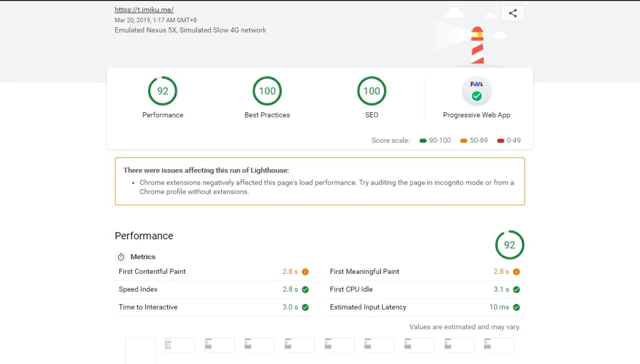 https://t.imiku.me/
Mar 20, 2019, 1:17 AM GMT+8
Emulated Nexus 5X, Simulated Slow 4G network
92
100
100
PWA
Performance
Best Practices
SEO
Progressive Web App
Score scale: 90-100 50-89 0-49
There were issues affecting this run of Lighthouse:
• Chrome extensions negatively affected this page's load performance. Try auditing the page in incognito mode or from a
Chrome profile without extensions.
Performance
92
Metrics
First Contentful Paint 2.8 s
First Meaningful Paint 2.8 s
Speed Index 2.8 s
First CPU Idle 3.1 s
Time to Interactive 3.0 s
Estimated Input Latency 10 ms
Values are estimated and may vary.